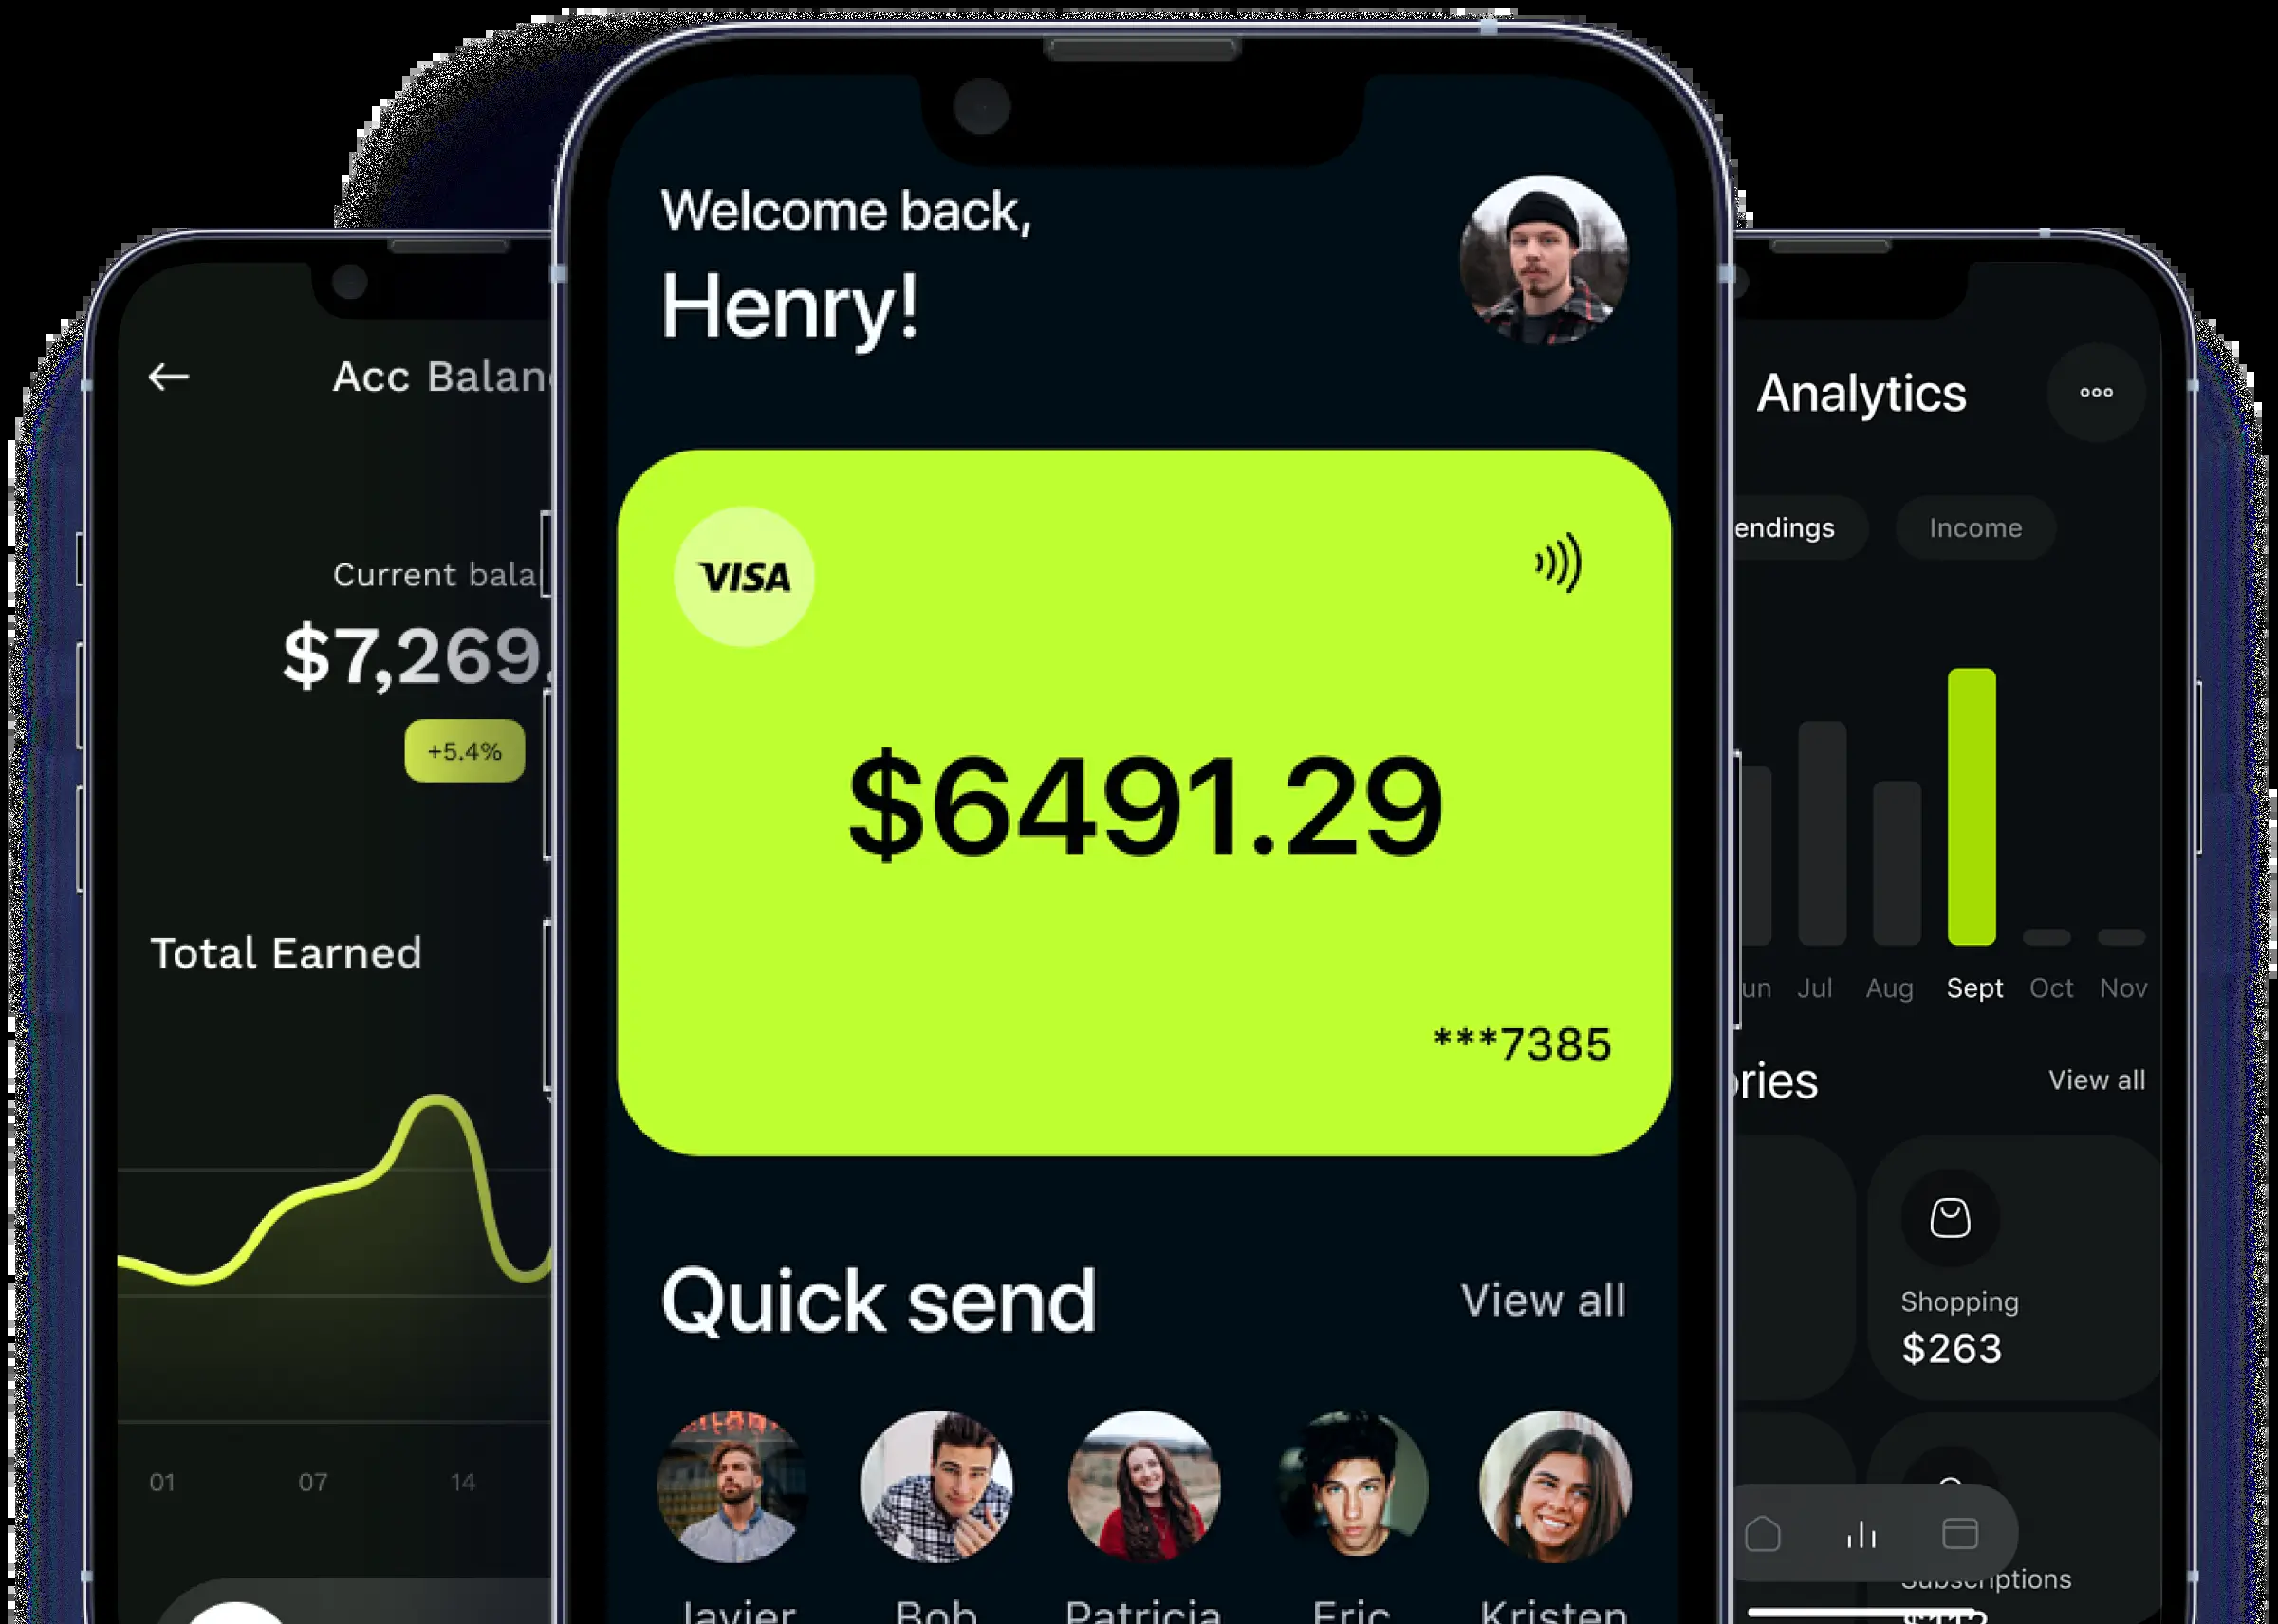 Acc Balan
Current bala
$7,269.
+5.4%
Total Earned
01 07 14
Welcome back,
Henry!
VISA
$6491.29
***7385
Quick send
View all
Javier Bob Patricia Eric Kristen
Analytics
endings
Income
un Jul Aug Sept Oct Nov
ories
View all
Shopping
$263
Subscriptions